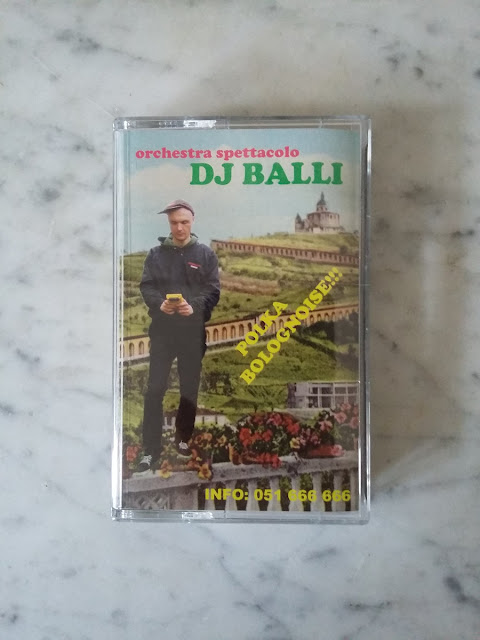 orchestra spettacolo
DJ BALLI
POLKA
BOLOGNOISE!!!
INFO: 051 666 666